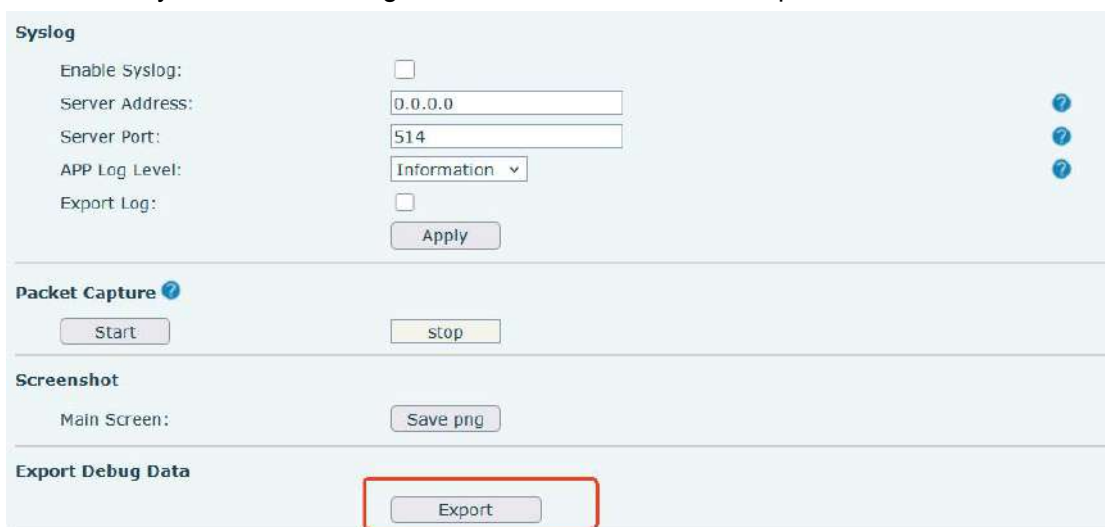 Syslog
Enable Syslog:
Server Address: 0.0.0.0
Server Port: 514
APP Log Level: Information
Export Log:
Apply
Packet Capture
Start stop
Screenshot
Main Screen: Save png
Export Debug Data
Export